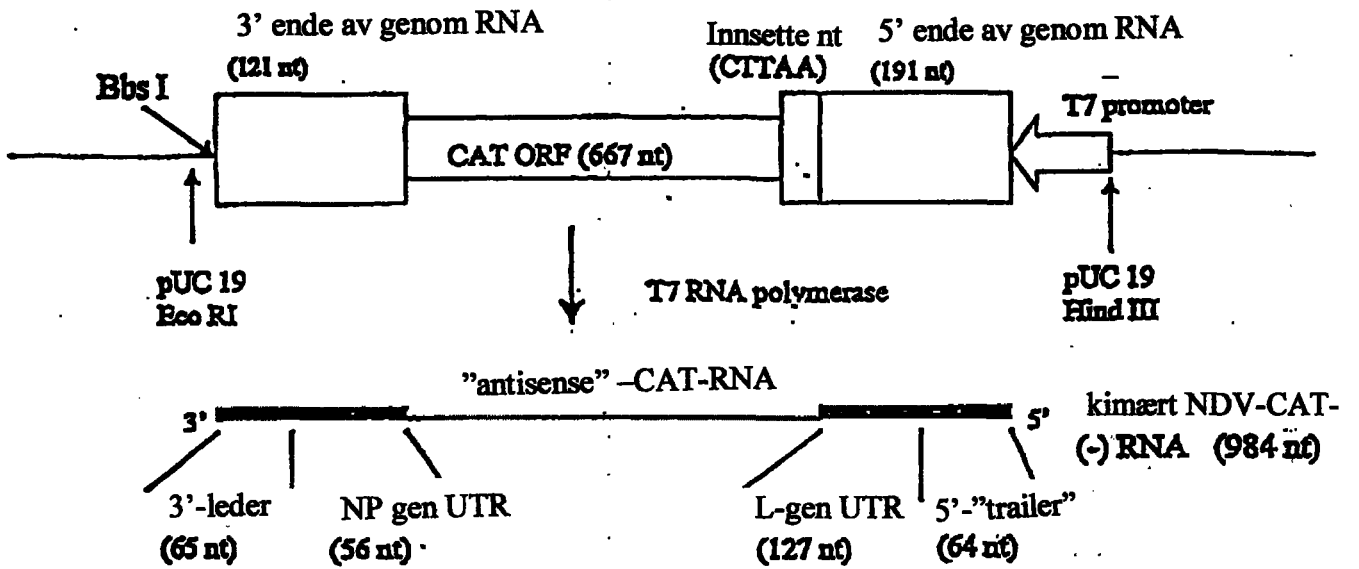 3’ ende av genom RNA
(121 nt)
Innsette nt
(CTTAA)
5’ ende av genom RNA
(191 nt)
Bbs I
T7 promoter
CAT ORF (667 nt)
pUC 19
Eco RI
T7 RNA polymerase
pUC 19
Hind III
”antisense” –CAT-RNA
3’
5’
kimært NDV-CAT-
(-) RNA (984 nt)
3’-leder
(65 nt)
NP gen UTR
(56 nt)
L-gen UTR
(127 nt)
5’-”trailer”
(64 nt)